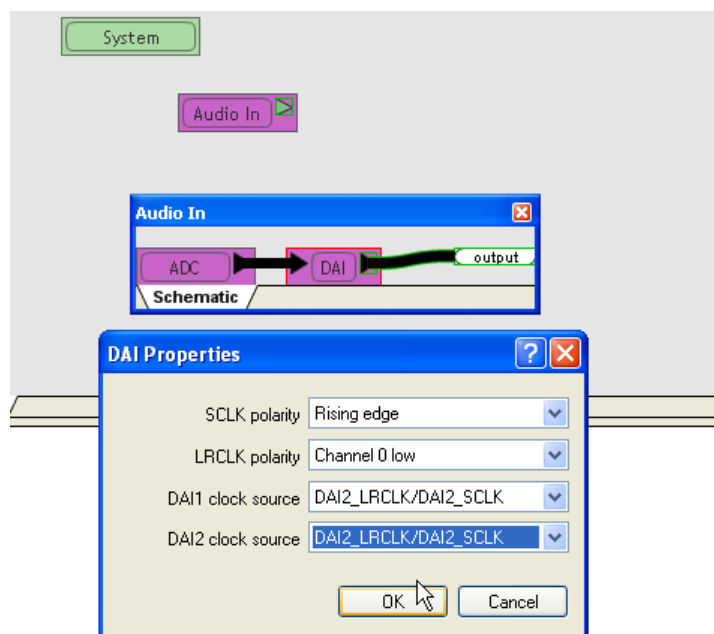 System
Audio In
Audio In
ADC
DAI
output
Schematic
DAI Properties
SCLK polarity Rising edge
LRCLK polarity Channel 0 low
DAI1 clock source DAI2_LRCLK/DAI2_SCLK
DAI2 clock source DAI2_LRCLK/DAI2_SCLK
OK Cancel